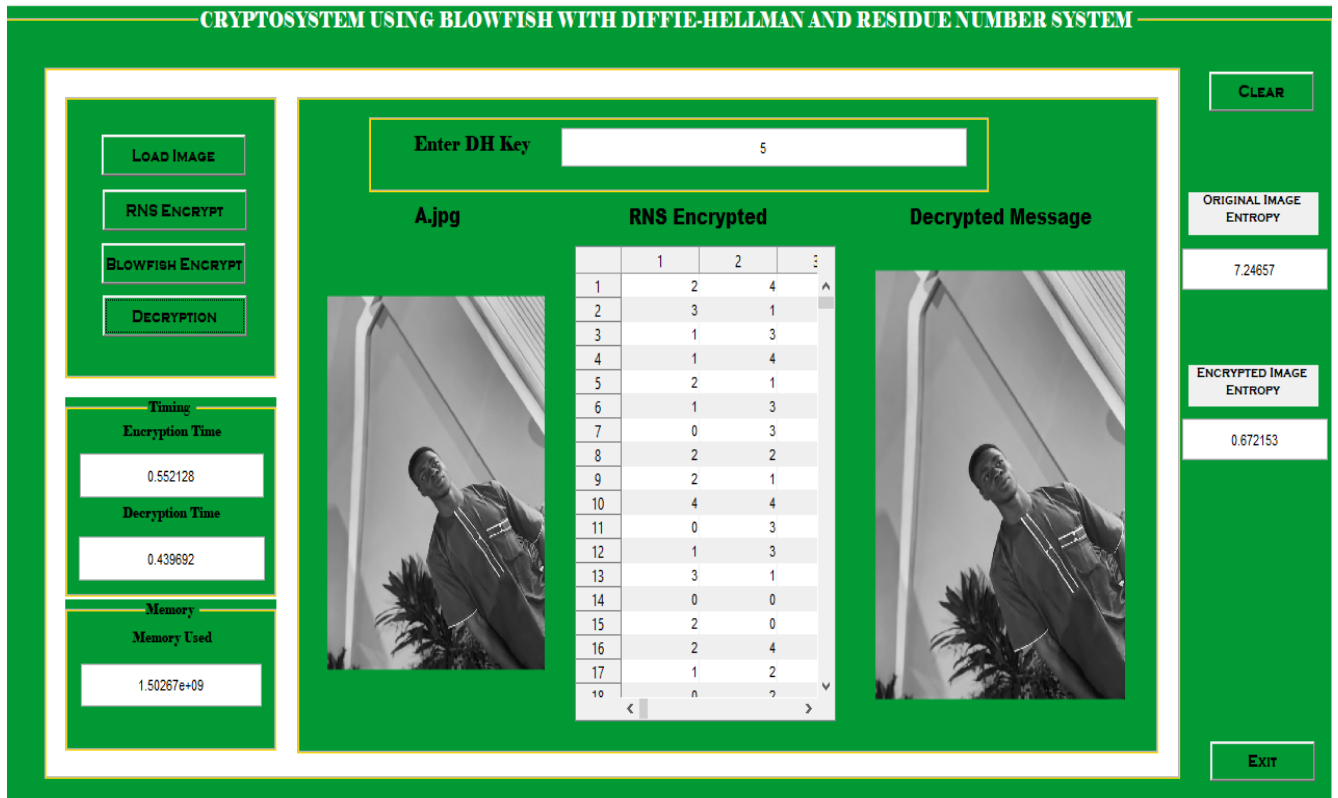 CRYPTOSYSTEM USING BLOWFISH WITH DIFFIE-HELLMAN AND RESIDUE NUMBER SYSTEM
LOAD IMAGE
RNS ENCRYPT
BLOWFISH ENCRYPT
DECRYPTION
Timing
Encryption Time
0.552128
Decryption Time
0.439692
Memory
Memory Used
1.50267e+09
Enter DH Key
5
A.jpg
RNS Encrypted
Decrypted Message
1 2 3
1 2 4
2 3 1
3 1 3
4 1 4
5 2 1
6 1 3
7 0 3
8 2 2
9 2 1
10 4 4
11 0 3
12 1 3
13 3 1
14 0 0
15 2 0
16 2 4
17 1 2
18 0 2
CLEAR
ORIGINAL IMAGE
ENTROPY
7.24657
ENCRYPTED IMAGE
ENTROPY
0.672153
EXIT